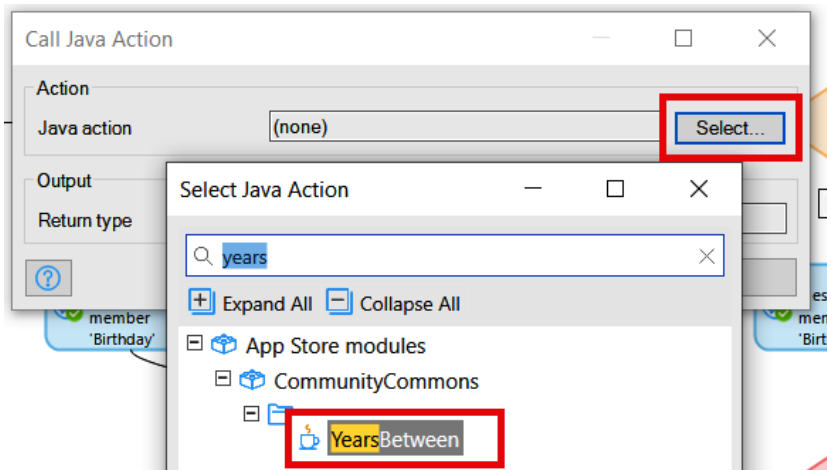 Call Java Action
Action
Java action
(none)
Select...
Output
Return type
Select Java Action
years
Expand All
Collapse All
App Store modules
CommunityCommons
YearsBetween
member
'Birthday'